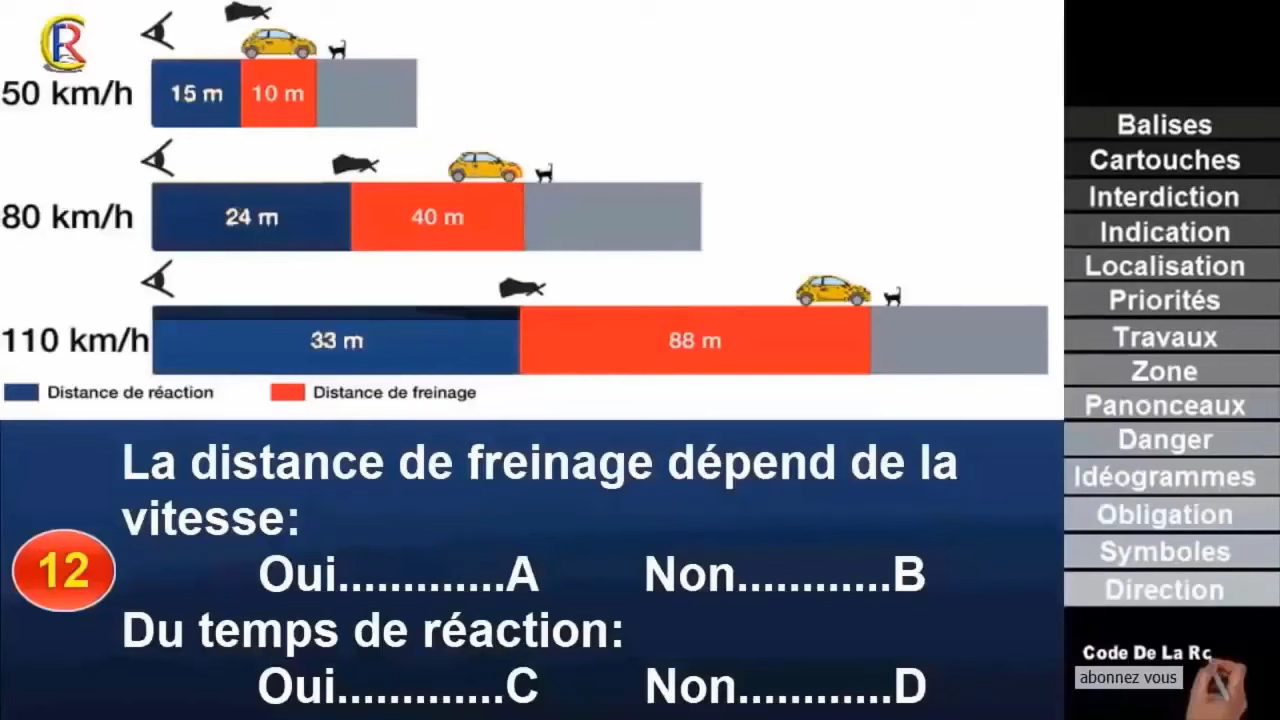 CFR
50 km/h
15 m
10 m
80 km/h
24 m
40 m
110 km/h
33 m
88 m
Distance de réaction
Distance de freinage
La distance de freinage dépend de la
vitesse:
12
Oui.............A
Non............B
Du temps de réaction:
Oui.............C
Non............D
Balises
Cartouches
Interdiction
Indication
Localisation
Priorités
Travaux
Zone
Panonceaux
Danger
Idéogrammes
Obligation
Symboles
Direction
Code De La Ro
abonnez vous